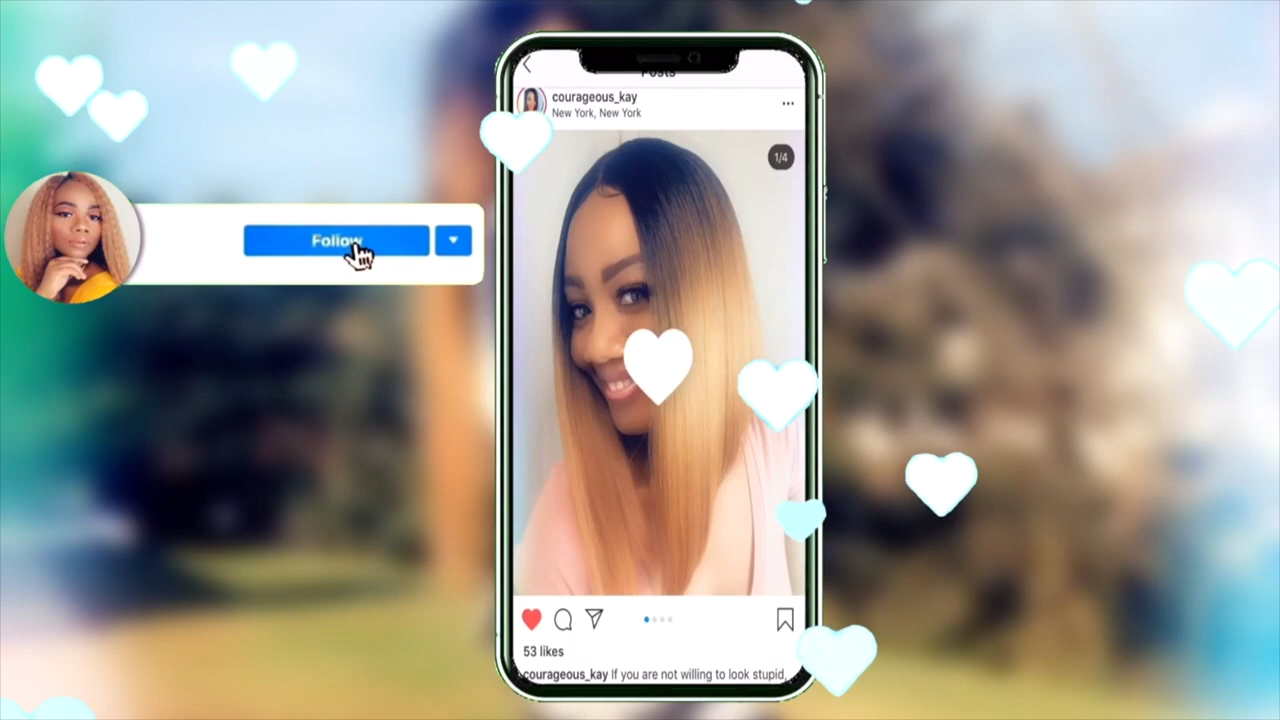 Posts
courageous_kay
New York, New York
1/4
Follow
53 likes
courageous_kay If you are not willing to look stupid,